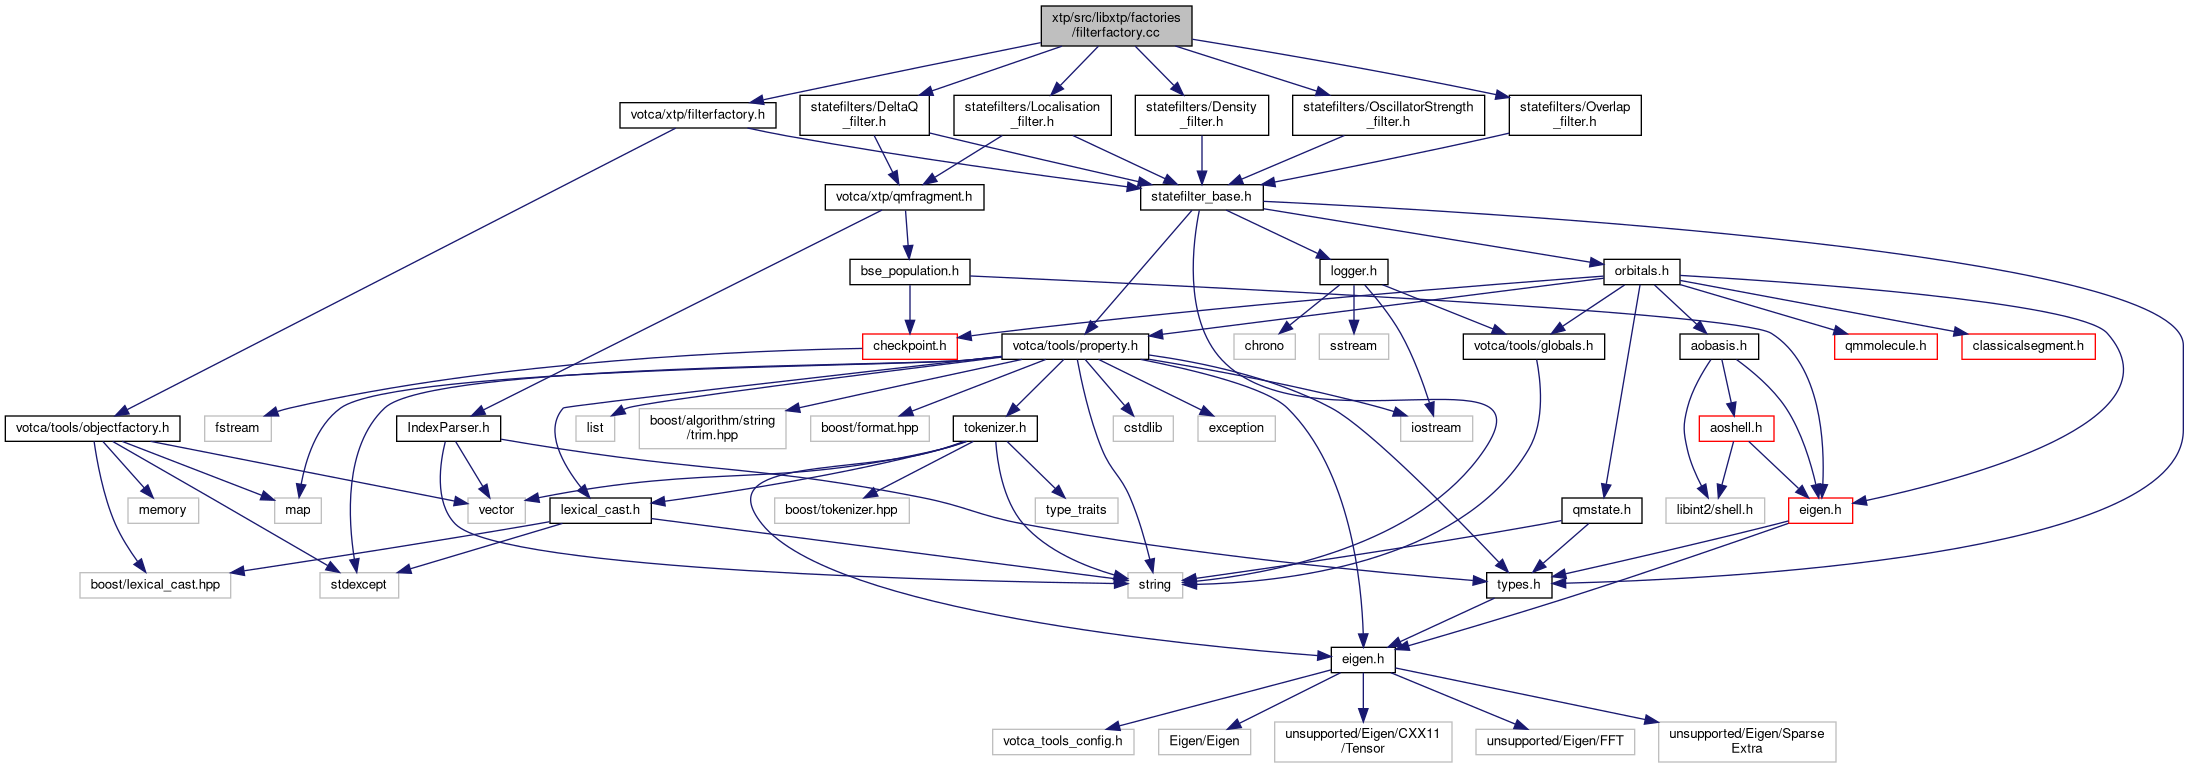 xtp/src/libxtp/factories
/filterfactory.cc
votca/xtp/filterfactory.h
statefilters/DeltaQ
_filter.h
statefilters/Localisation
_filter.h
statefilters/Density
_filter.h
statefilters/OscillatorStrength
_filter.h
statefilters/Overlap
_filter.h
votca/xtp/qmfragment.h
statefilter_base.h
bse_population.h
logger.h
orbitals.h
checkpoint.h
votca/tools/property.h
chrono
sstream
votca/tools/globals.h
aobasis.h
qmmolecule.h
classicalsegment.h
votca/tools/objectfactory.h
fstream
IndexParser.h
list
boost/algorithm/string
/trim.hpp
boost/format.hpp
tokenizer.h
cstdlib
exception
iostream
aoshell.h
memory
map
vector
lexical_cast.h
boost/tokenizer.hpp
type_traits
qmstate.h
libint2/shell.h
eigen.h
boost/lexical_cast.hpp
stdexcept
string
types.h
eigen.h
votca_tools_config.h
Eigen/Eigen
unsupported/Eigen/CXX11
/Tensor
unsupported/Eigen/FFT
unsupported/Eigen/Sparse
Extra